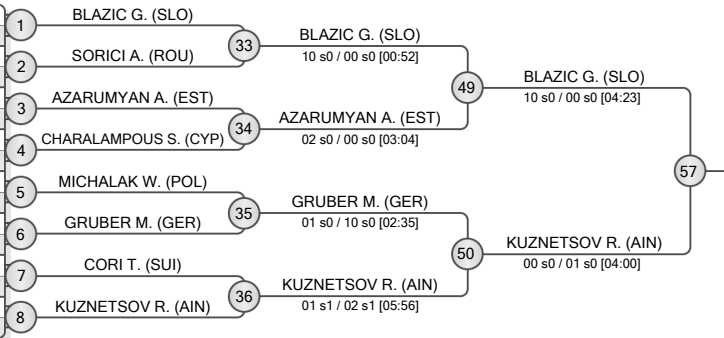 1
BLAZIC G. (SLO)
2
SORICI A. (ROU)
3
AZARUMYAN A. (EST)
4
CHARALAMPOUS S. (CYP)
5
MICHALAK W. (POL)
6
GRUBER M. (GER)
7
CORI T. (SUI)
8
KUZNETSOV R. (AIN)
33
BLAZIC G. (SLO)
10 s0 / 00 s0 [00:52]
34
AZARUMYAN A. (EST)
02 s0 / 00 s0 [03:04]
35
GRUBER M. (GER)
01 s0 / 10 s0 [02:35]
36
KUZNETSOV R. (AIN)
01 s1 / 02 s1 [05:56]
49
BLAZIC G. (SLO)
10 s0 / 00 s0 [04:23]
50
KUZNETSOV R. (AIN)
00 s0 / 01 s0 [04:00]
57